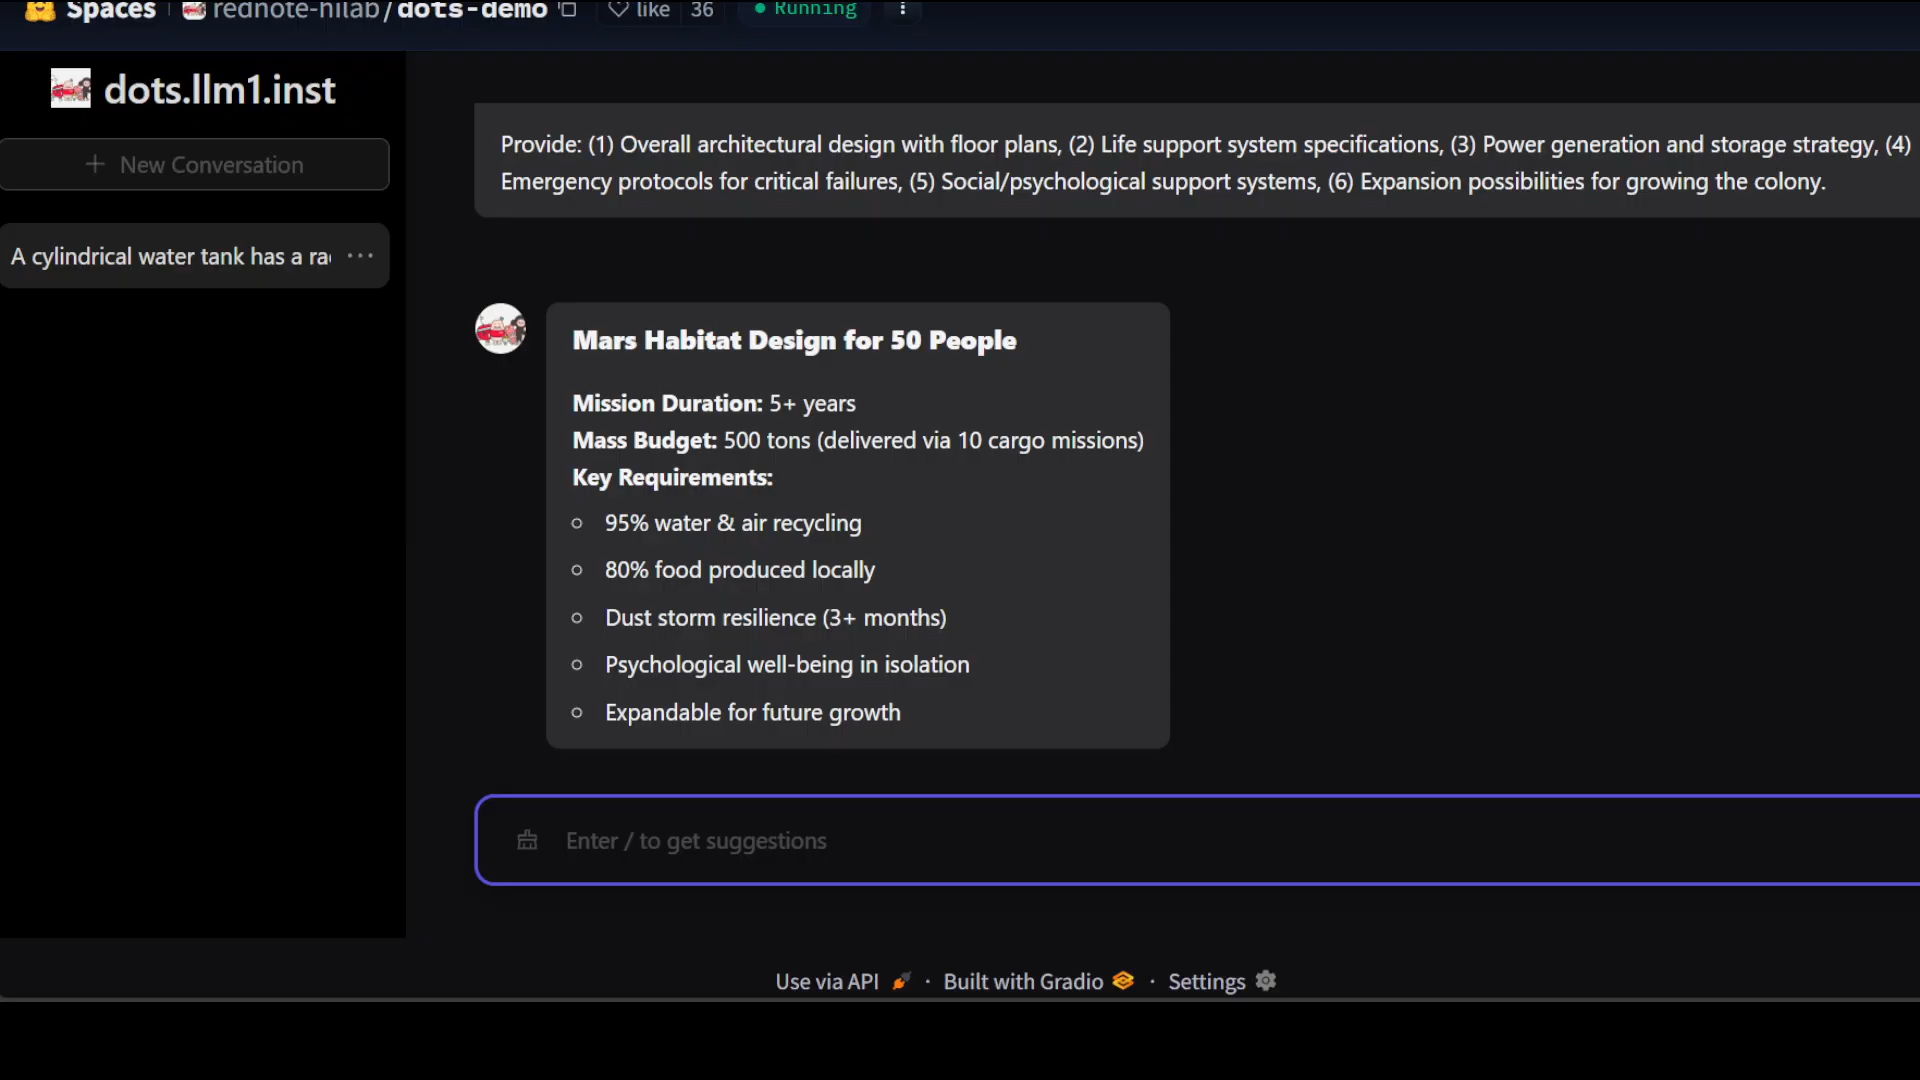 Spaces
rednote-hilab/dots-demo
like 36
Running
dots.llm1.inst
New Conversation
A cylindrical water tank has a ra
Provide: (1) Overall architectural design with floor plans, (2) Life support system specifications, (3) Power generation and storage strategy, (4)
Emergency protocols for critical failures, (5) Social/psychological support systems, (6) Expansion possibilities for growing the colony.
Mars Habitat Design for 50 People
Mission Duration: 5+ years
Mass Budget: 500 tons (delivered via 10 cargo missions)
Key Requirements:
95% water & air recycling
80% food produced locally
Dust storm resilience (3+ months)
Psychological well-being in isolation
Expandable for future growth
Enter / to get suggestions
Use via API · Built with Gradio · Settings